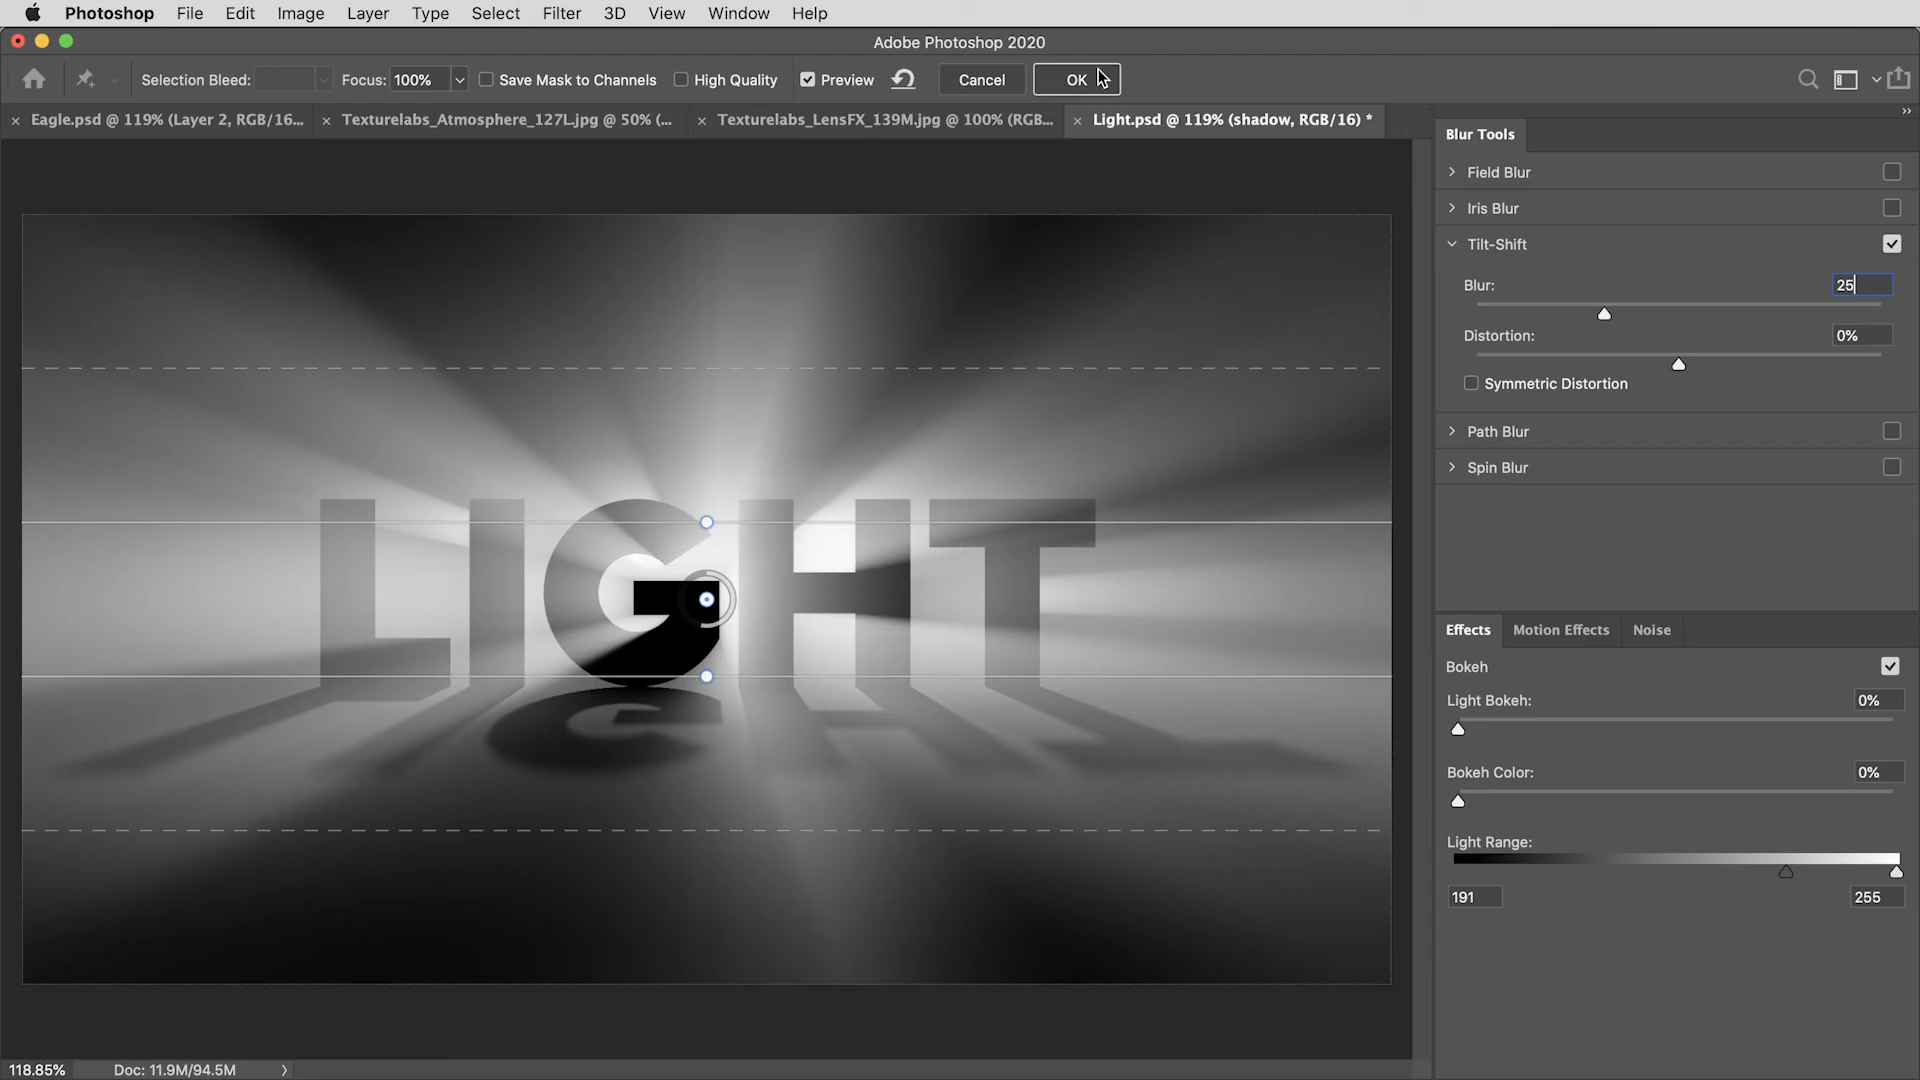 Photoshop File Edit Image Layer Type Select Filter 3D View Window Help
Adobe Photoshop 2020
Selection Bleed: Focus: 100% Save Mask to Channels High Quality Preview Cancel OK
× Eagle.psd @ 119% (Layer 2, RGB/16... × Texturelabs_Atmosphere_127L.jpg @ 50% (... × Texturelabs_LensFX_139M.jpg @ 100% (RGB... × Light.psd @ 119% (shadow, RGB/16) *
Blur Tools
Field Blur
Iris Blur
Tilt-Shift
Blur: 25
Distortion: 0%
Symmetric Distortion
Path Blur
Spin Blur
LIGHT
Effects Motion Effects Noise
Bokeh
Light Bokeh: 0%
Bokeh Color: 0%
Light Range:
191 255
118.85% Doc: 11.9M/94.5M